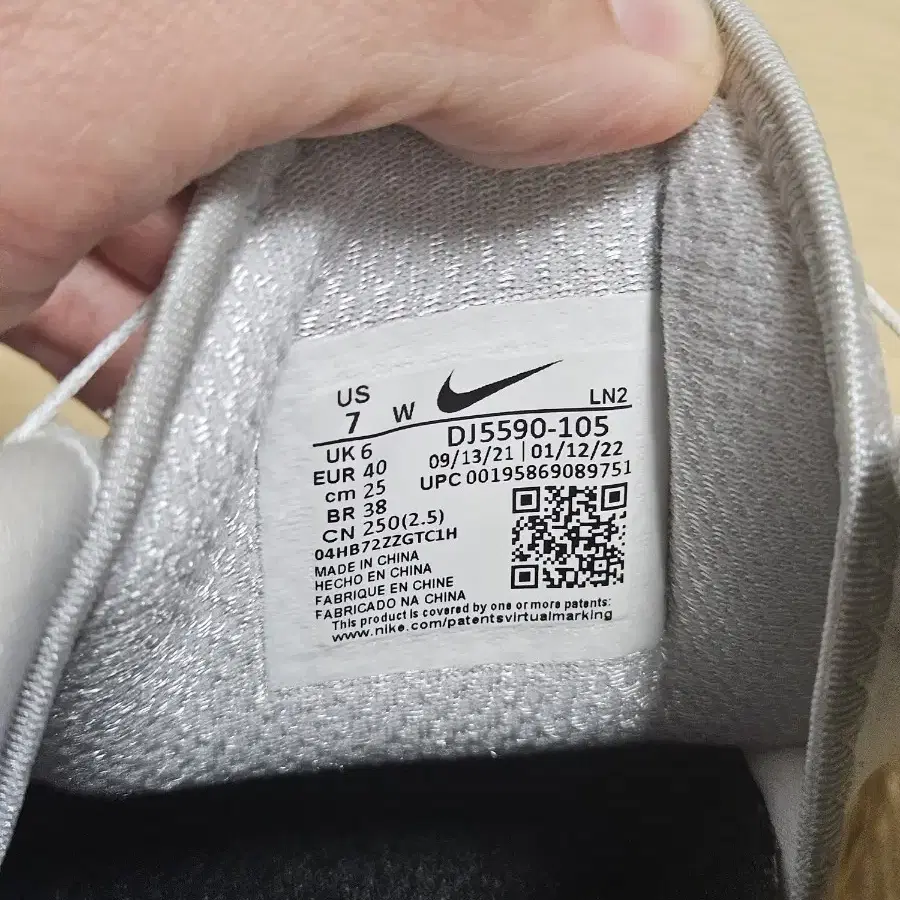 US
7 W
LN2
UK 6
EUR 40
cm 25
BR 38
CN 250(2.5)
DJ5590-105
09/13/21 | 01/12/22
UPC 00195869089751
04HB72ZZGTC1H
MADE IN CHINA
HECHO EN CHINA
FABRIQUE EN CHINE
FABRICADO NA CHINA
This product is covered by one or more patents:
www.nike.com/patentsvirtualmarking